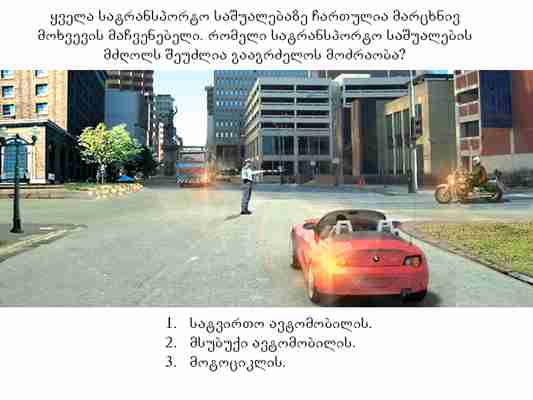 ყველა სატრანსპორტო საშუალებაზე ჩართულია მარცხნივ
მოხვევის მაჩვენებელი. რომელი სატრანსპორტო საშუალების
მძღოლს შეუძლია გააგრძელოს მოძრაობა?
1. სატვირთო ავტომობილის.
2. მსუბუქი ავტომობილის.
3. მოტოციკლის.